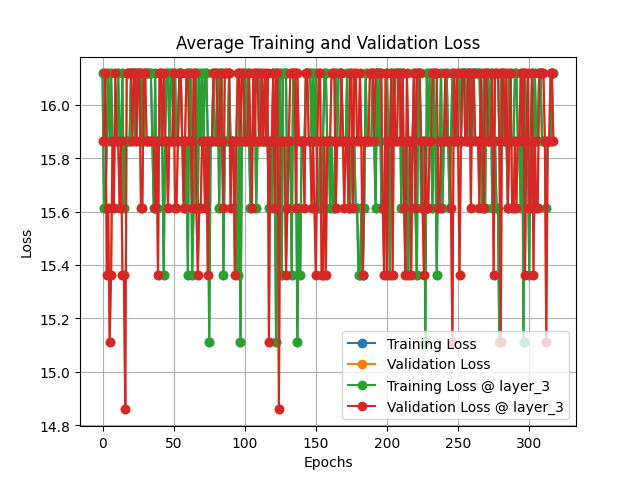 Average Training and Validation Loss
16.0
15.8
15.6
15.4
15.2
15.0
14.8
Loss
0 50 100 150 200 250 300
Epochs
Training Loss
Validation Loss
Training Loss @ layer_3
Validation Loss @ layer_3